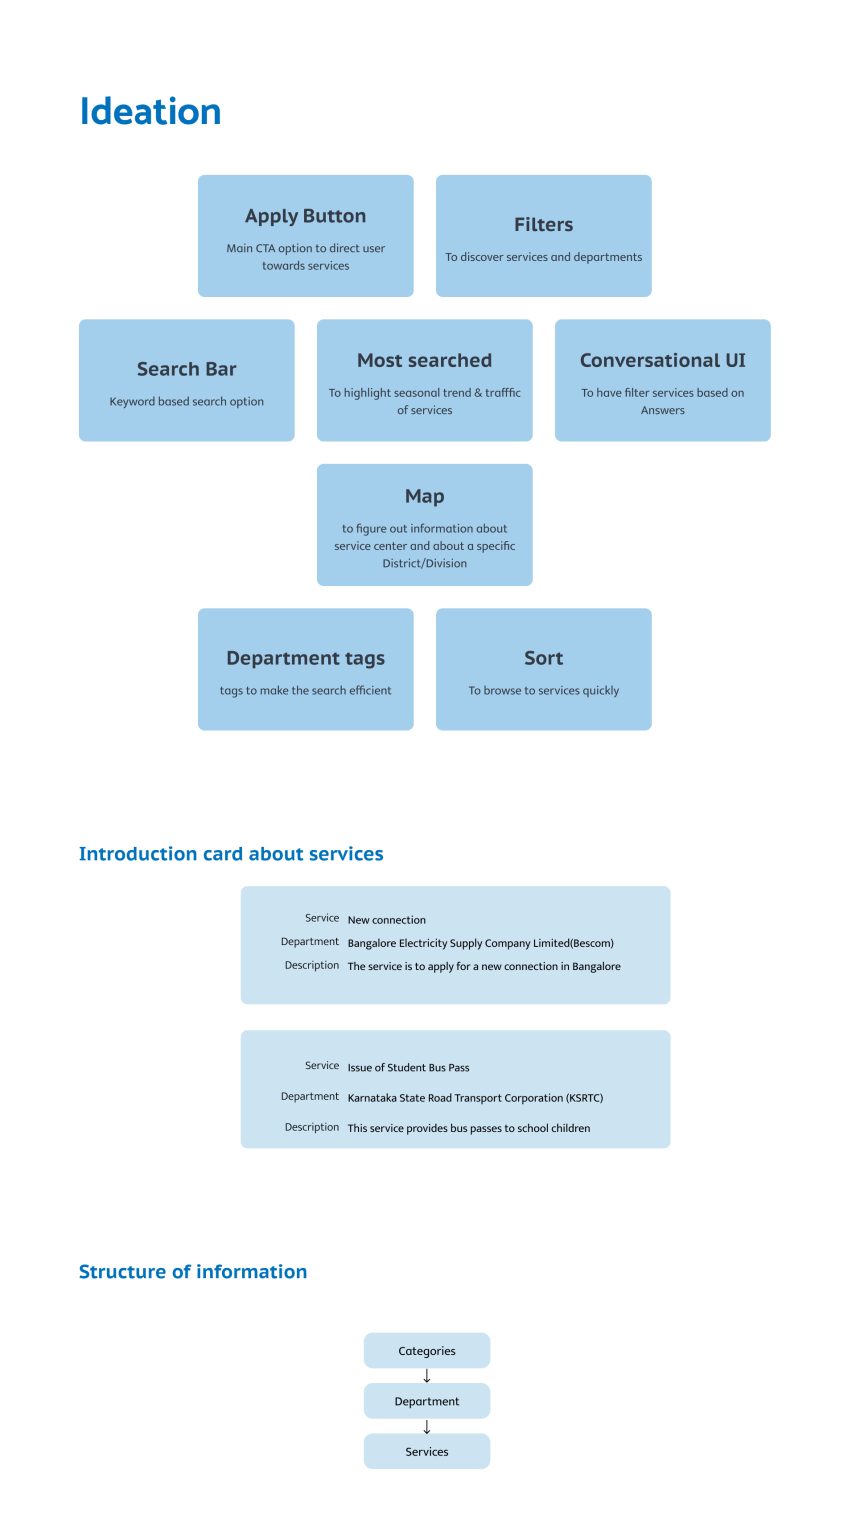 Ideation
Apply Button
Main CTA option to direct user
towards services
Filters
To discover services and departments
Search Bar
Keyword based search option
Most searched
To highlight seasonal trend & trafffic
of services
Conversational UI
To have filter services based on
Answers
Map
to figure out information about
service center and about a specific
District/Division
Department tags
tags to make the search efficient
Sort
To browse to services quickly
Introduction card about services
Service New connection
Department Bangalore Electricity Supply Company Limited(Bescom)
Description The service is to apply for a new connection in Bangalore
Service Issue of Student Bus Pass
Department Karnataka State Road Transport Corporation (KSRTC)
Description This service provides bus passes to school children
Structure of information
Categories
Department
Services